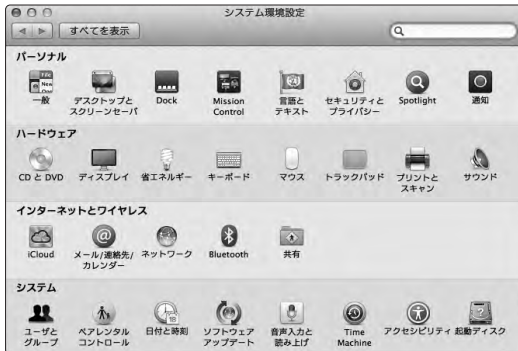 システム環境設定
すべてを表示
パーソナル
一般
デスクトップと
スクリーンセーバ
Dock
Mission
Control
言語と
テキスト
セキュリティと
プライバシー
Spotlight
通知
ハードウェア
CD と DVD
ディスプレイ
省エネルギー
キーボード
マウス
トラックパッド
プリントと
スキャン
サウンド
インターネットとワイヤレス
iCloud
メール/連絡先/
カレンダー
ネットワーク
Bluetooth
共有
システム
ユーザと
グループ
ペアレンタル
コントロール
日付と時刻
ソフトウェア
アップデート
音声入力と
読み上げ
Time
Machine
アクセシビリティ
起動ディスク